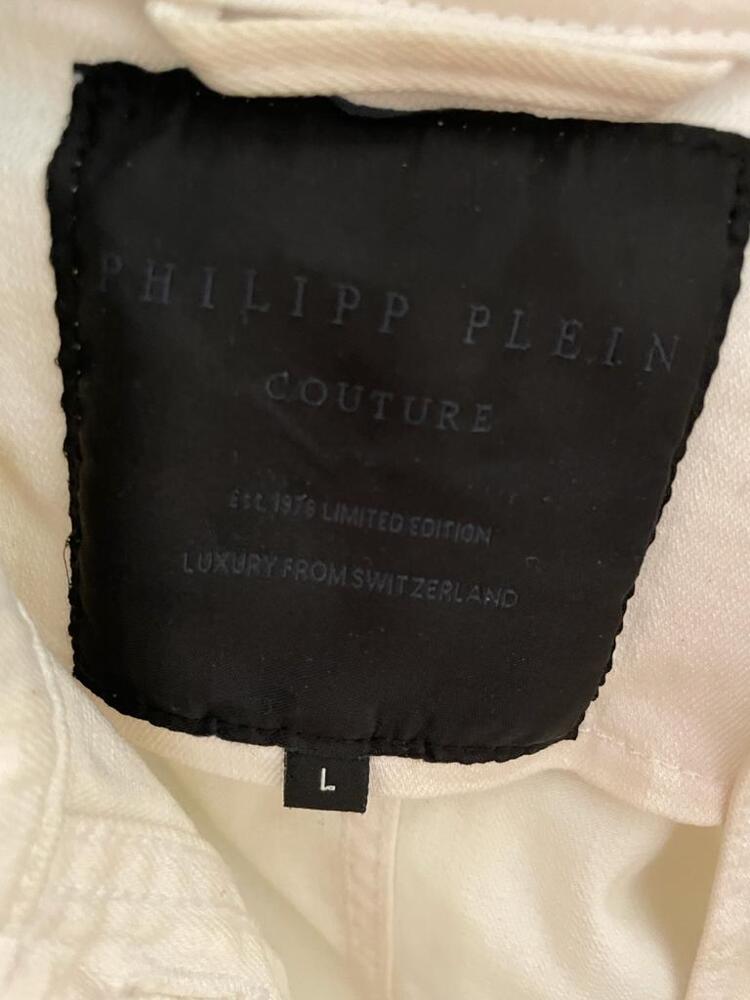 PHILIPP PLEIN
COUTURE
EST. 1978 LIMITED EDITION
LUXURY FROM SWITZERLAND
L